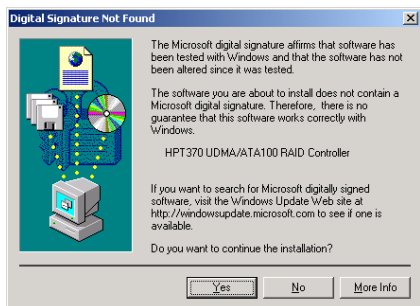 Digital Signature Not Found
The Microsoft digital signature affirms that software has
been tested with Windows and that the software has not
been altered since it was tested.
The software you are about to install does not contain a
Microsoft digital signature. Therefore, there is no
guarantee that this software works correctly with
Windows.
HPT370 UDMA/ATA100 RAID Controller
If you want to search for Microsoft digitally signed
software, visit the Windows Update Web site at
http://windowsupdate.microsoft.com to see if one is
available.
Do you want to continue the installation?
Yes No More Info